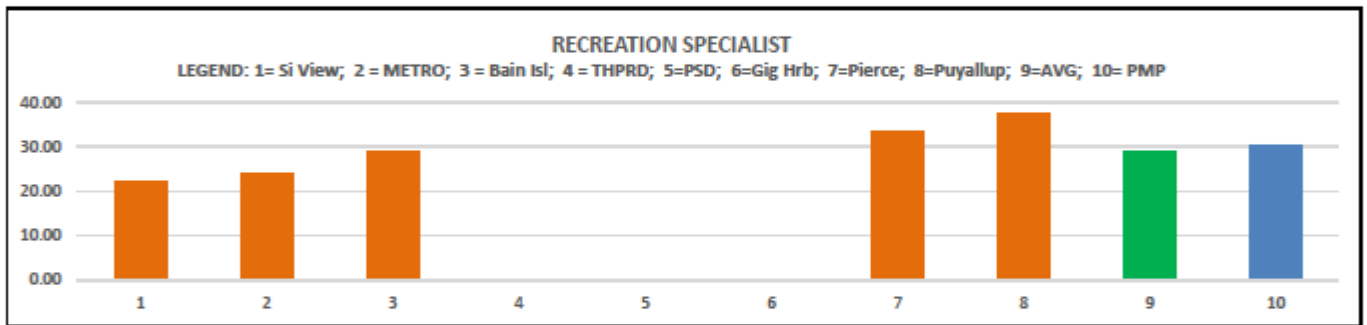 RECREATION SPECIALIST
LEGEND: 1= Si View; 2 = METRO; 3 = Bain Isl; 4 = THPRD; 5=PSD; 6=Gig Hrb; 7=Pierce; 8=Puyallup; 9=AVG; 10= PMP
40.00
30.00
20.00
10.00
0.00
1 2 3 4 5 6 7 8 9 10